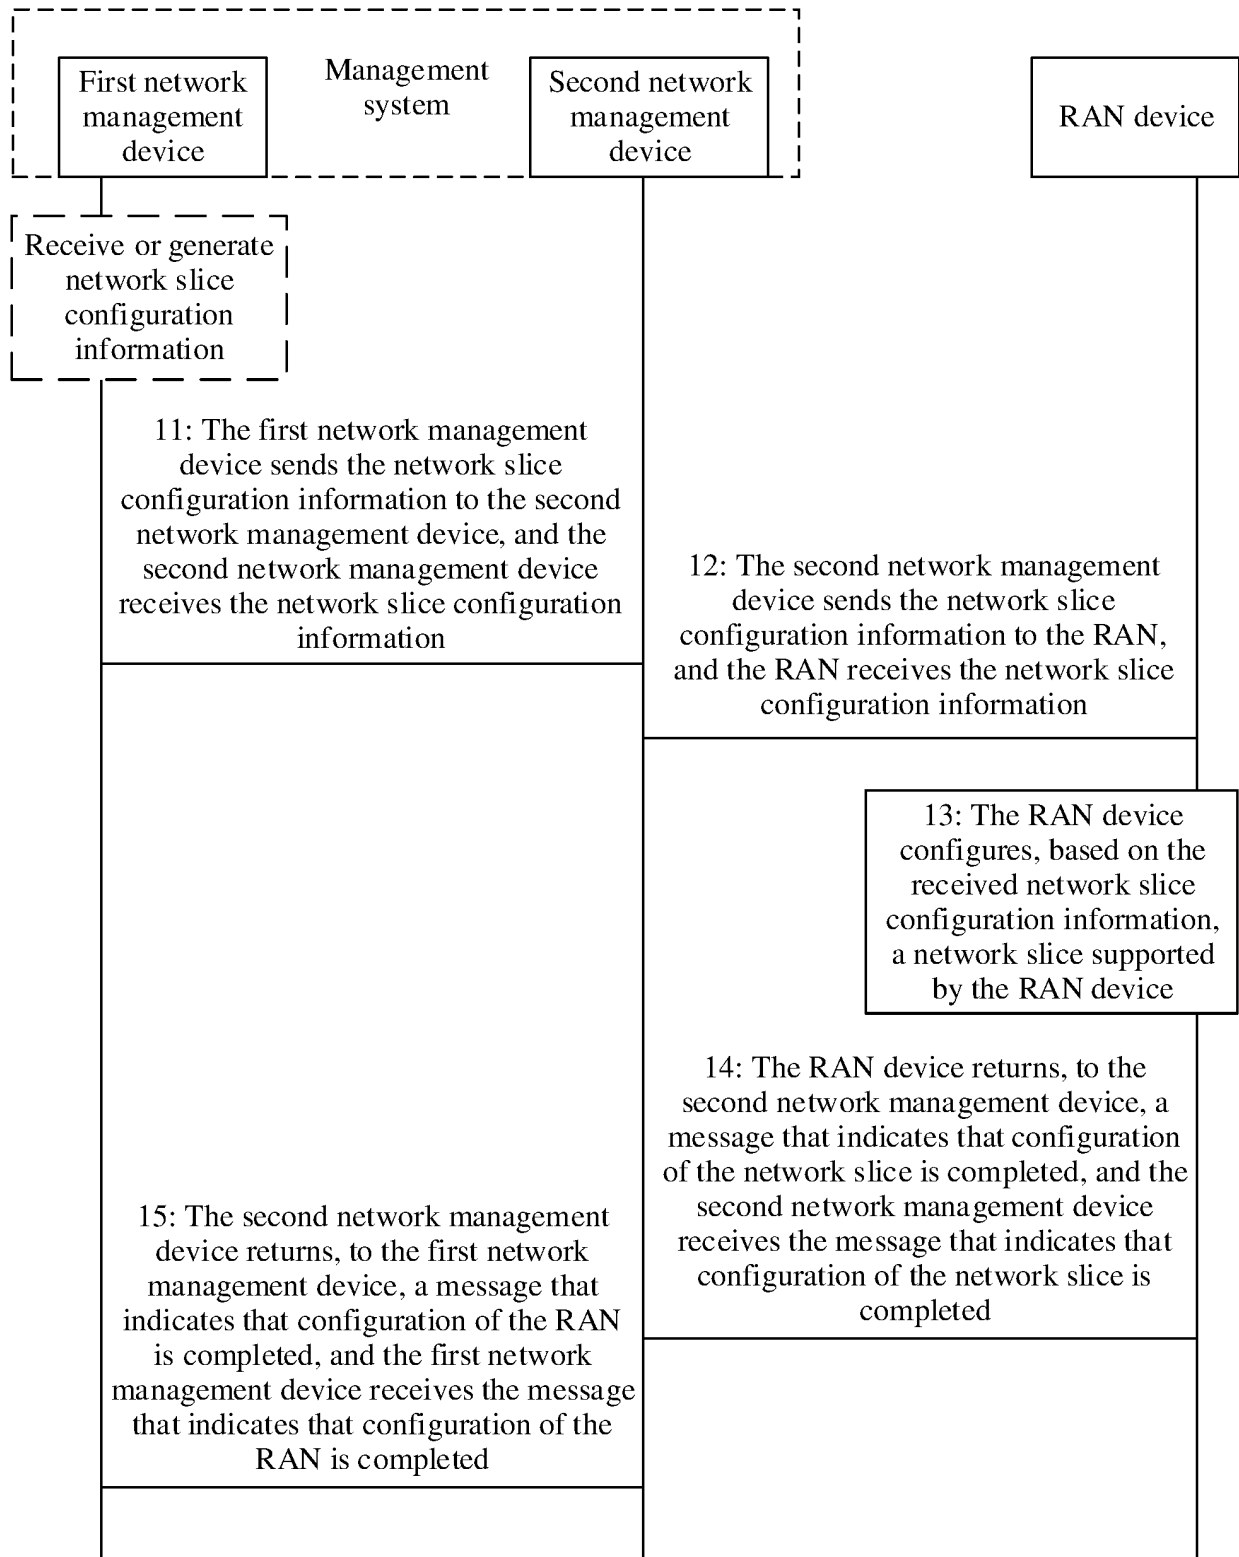 First network
management
device
Management
system
Second network
management
device
RAN device
Receive or generate
network slice
configuration
information
11: The first network management
device sends the network slice
configuration information to the second
network management device, and the
second network management device
receives the network slice configuration
information
12: The second network management
device sends the network slice
configuration information to the RAN,
and the RAN receives the network slice
configuration information
13: The RAN device
configures, based on the
received network slice
configuration information,
a network slice supported
by the RAN device
14: The RAN device returns, to the
second network management device, a
message that indicates that configuration
of the network slice is completed, and the
second network management device
receives the message that indicates that
configuration of the network slice is
completed
15: The second network management
device returns, to the first network
management device, a message that
indicates that configuration of the RAN
is completed, and the first network
management device receives the message
that indicates that configuration of the
RAN is completed